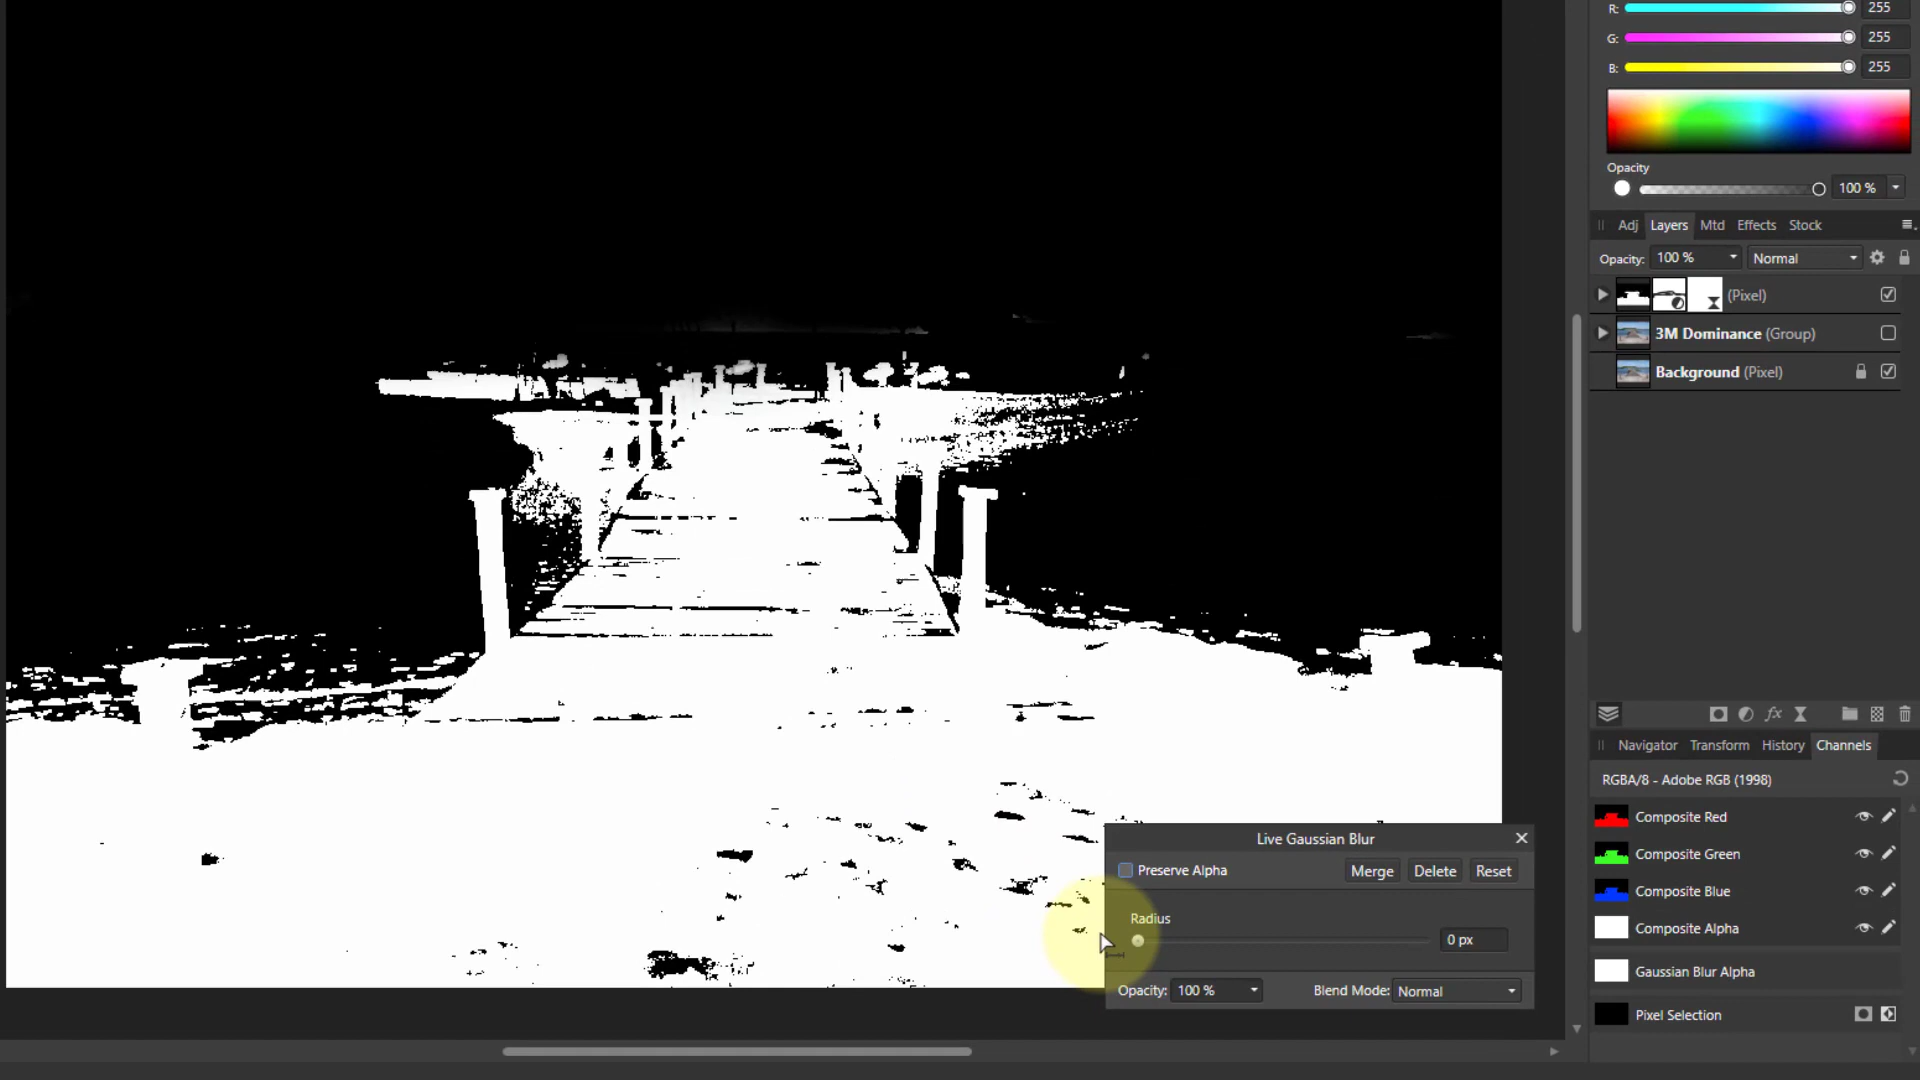 R: 255
G: 255
B: 255
Opacity
100 %
Adj Layers Mtd Effects Stock
Opacity: 100 % Normal
(Pixel)
3M Dominance (Group)
Background (Pixel)
fx
Navigator Transform History Channels
RGBA/8 - Adobe RGB (1998)
Composite Red
Composite Green
Composite Blue
Composite Alpha
Gaussian Blur Alpha
Pixel Selection
Live Gaussian Blur
Preserve Alpha Merge Delete Reset
Radius
0 px
Opacity: 100 % Blend Mode: Normal